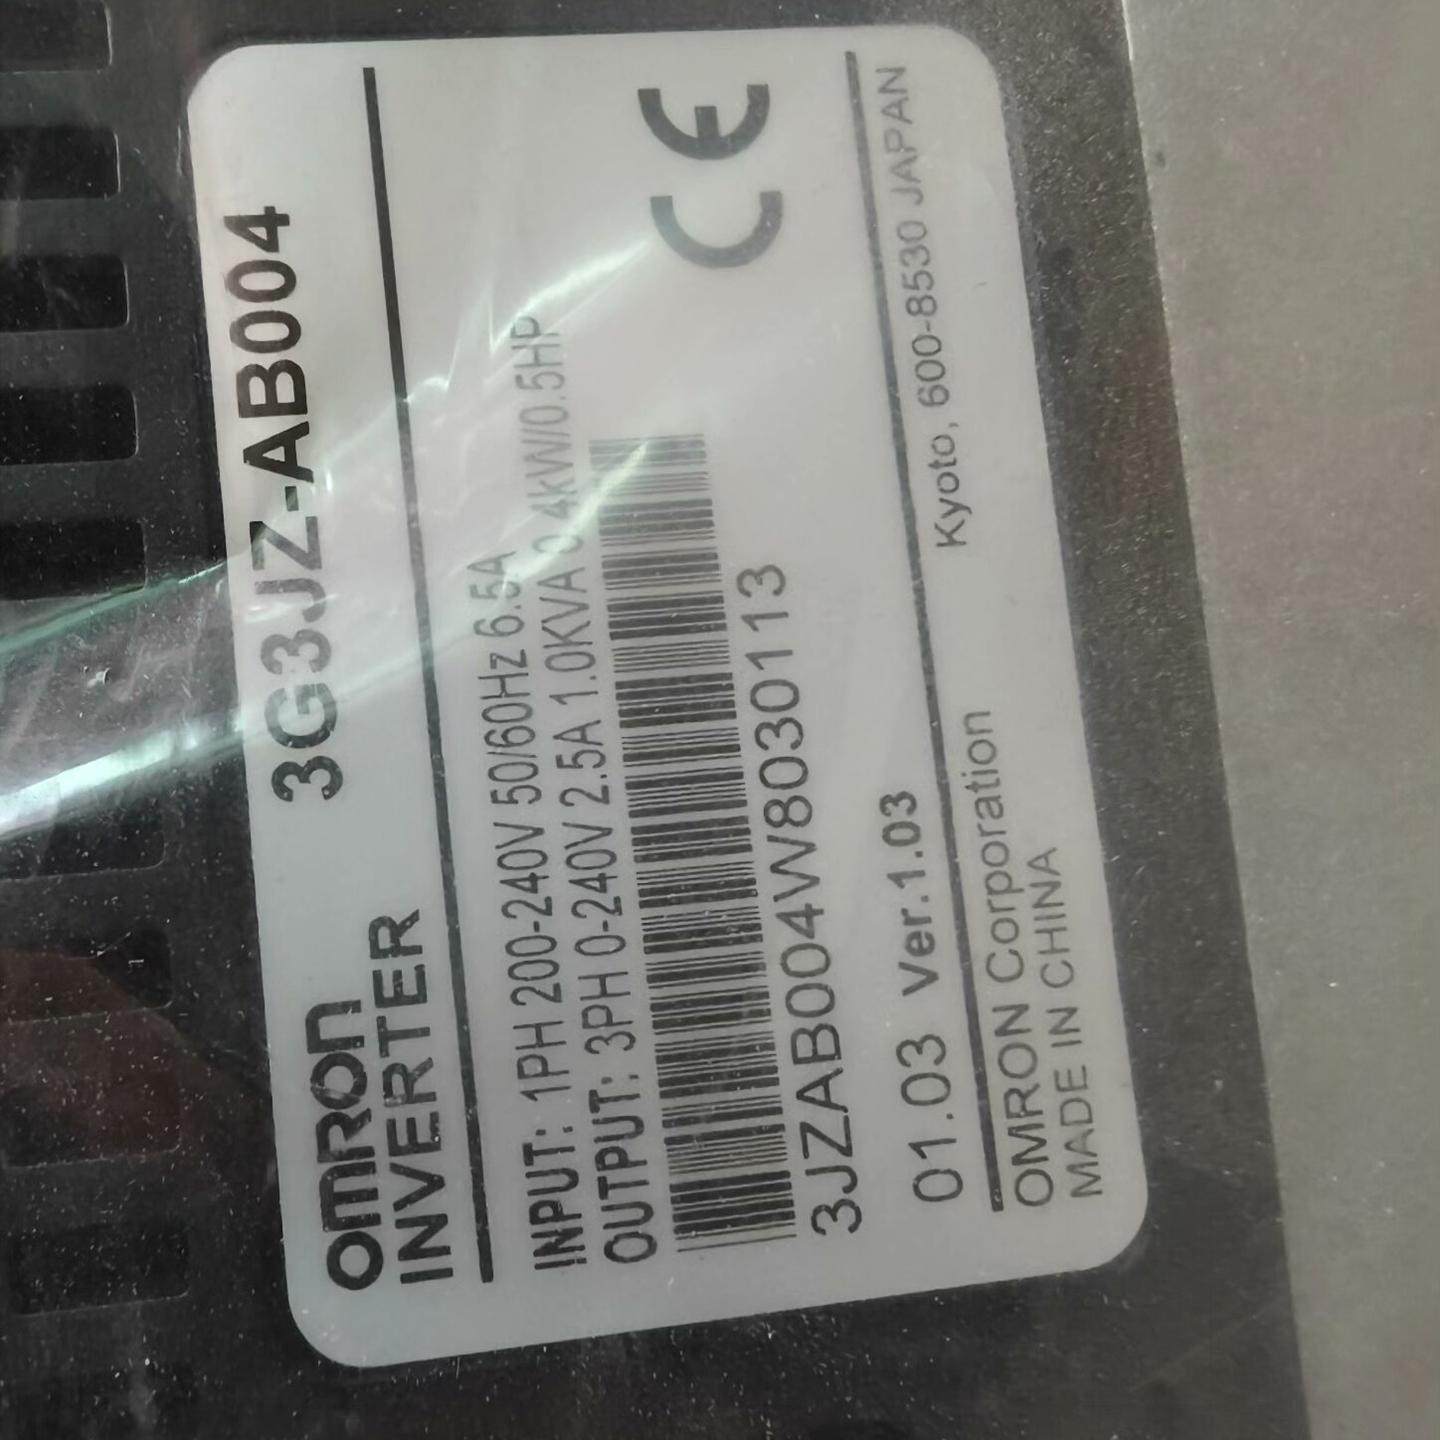 OMRON
INVERTER
3G3JZ-AB004
INPUT: 1PH 200-240V 50/60Hz 6.5A
OUTPUT: 3PH 0-240V 2.5A 1.0KVA 0.4kW/0.5HP
3JZAB004W8030113
01.03 Ver.1.03
CE
OMRON Corporation Kyoto, 600-8530 JAPAN
MADE IN CHINA